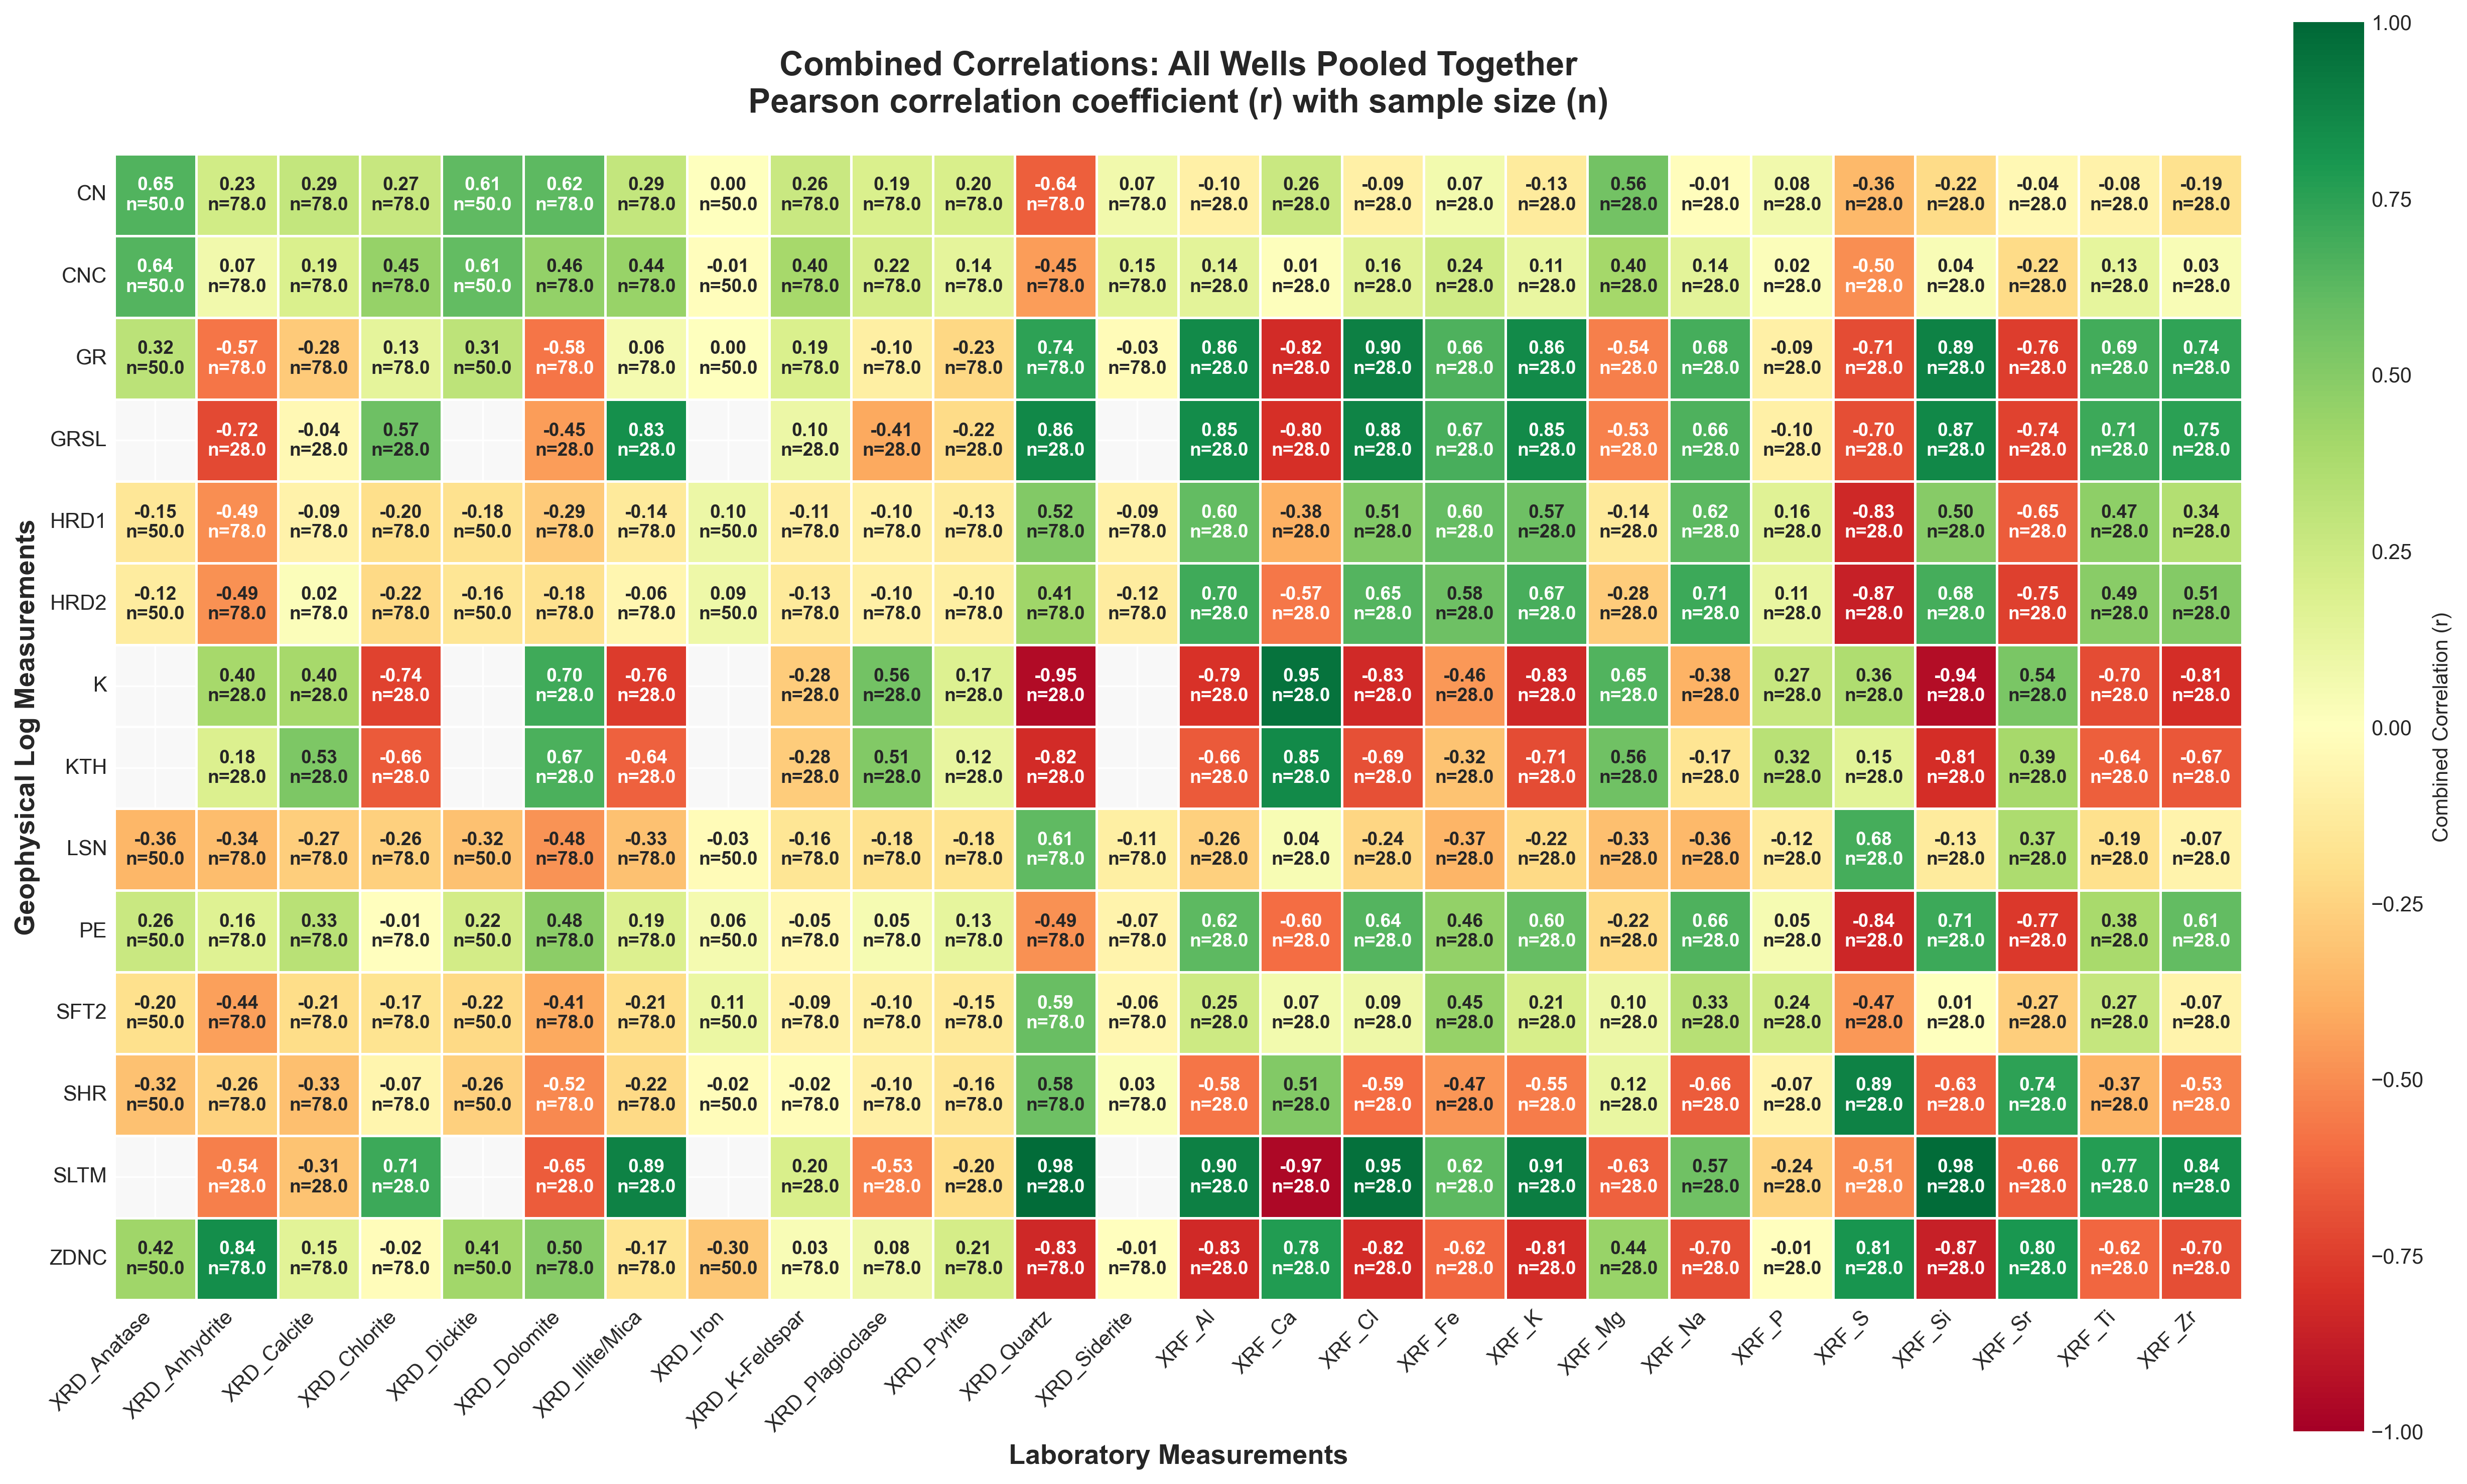 Combined Correlations: All Wells Pooled Together
Pearson correlation coefficient (r) with sample size (n)
Geophysical Log Measurements
CN
0.65 0.23 0.29 0.27 0.61 0.62 0.29 0.00 0.26 0.19 0.20 -0.64 0.07 -0.10 0.26 -0.09 0.07 -0.13 0.56 -0.01 0.08 -0.36 -0.22 -0.04 -0.08 -0.19
n=50.0 n=78.0 n=78.0 n=78.0 n=50.0 n=78.0 n=78.0 n=50.0 n=78.0 n=78.0 n=78.0 n=78.0 n=78.0 n=28.0 n=28.0 n=28.0 n=28.0 n=28.0 n=28.0 n=28.0 n=28.0 n=28.0 n=28.0 n=28.0 n=28.0 n=28.0
CNC
0.64 0.07 0.19 0.45 0.61 0.46 0.44 -0.01 0.40 0.22 0.14 -0.45 0.15 0.14 0.01 0.16 0.24 0.11 0.40 0.14 0.02 -0.50 0.04 -0.22 0.13 0.03
n=50.0 n=78.0 n=78.0 n=78.0 n=50.0 n=78.0 n=78.0 n=50.0 n=78.0 n=78.0 n=78.0 n=78.0 n=78.0 n=28.0 n=28.0 n=28.0 n=28.0 n=28.0 n=28.0 n=28.0 n=28.0 n=28.0 n=28.0 n=28.0 n=28.0 n=28.0
GR
0.32 -0.57 -0.28 0.13 0.31 -0.58 0.06 0.00 0.19 -0.10 -0.23 0.74 -0.03 0.86 -0.82 0.90 0.66 0.86 -0.54 0.68 -0.09 -0.71 0.89 -0.76 0.69 0.74
n=50.0 n=78.0 n=78.0 n=78.0 n=50.0 n=78.0 n=78.0 n=50.0 n=78.0 n=78.0 n=78.0 n=78.0 n=78.0 n=28.0 n=28.0 n=28.0 n=28.0 n=28.0 n=28.0 n=28.0 n=28.0 n=28.0 n=28.0 n=28.0 n=28.0 n=28.0
GRSL
-0.72 -0.04 0.57 -0.45 0.83 0.10 -0.41 -0.22 0.86 0.85 -0.80 0.88 0.67 0.85 -0.53 0.66 -0.10 -0.70 0.87 -0.74 0.71 0.75
n=28.0 n=28.0 n=28.0 n=28.0 n=28.0 n=28.0 n=28.0 n=28.0 n=28.0 n=28.0 n=28.0 n=28.0 n=28.0 n=28.0 n=28.0 n=28.0 n=28.0 n=28.0 n=28.0 n=28.0 n=28.0 n=28.0
HRD1
-0.15 -0.49 -0.09 -0.20 -0.18 -0.29 -0.14 0.10 -0.11 -0.10 -0.13 0.52 -0.09 0.60 -0.38 0.51 0.60 0.57 -0.14 0.62 0.16 -0.83 0.50 -0.65 0.47 0.34
n=50.0 n=78.0 n=78.0 n=78.0 n=50.0 n=78.0 n=78.0 n=50.0 n=78.0 n=78.0 n=78.0 n=78.0 n=78.0 n=28.0 n=28.0 n=28.0 n=28.0 n=28.0 n=28.0 n=28.0 n=28.0 n=28.0 n=28.0 n=28.0 n=28.0 n=28.0
HRD2
-0.12 -0.49 0.02 -0.22 -0.16 -0.18 -0.06 0.09 -0.13 -0.10 -0.10 0.41 -0.12 0.70 -0.57 0.65 0.58 0.67 -0.28 0.71 0.11 -0.87 0.68 -0.75 0.49 0.51
n=50.0 n=78.0 n=78.0 n=78.0 n=50.0 n=78.0 n=78.0 n=50.0 n=78.0 n=78.0 n=78.0 n=78.0 n=78.0 n=28.0 n=28.0 n=28.0 n=28.0 n=28.0 n=28.0 n=28.0 n=28.0 n=28.0 n=28.0 n=28.0 n=28.0 n=28.0
K
0.40 0.40 -0.74 0.70 -0.76 -0.28 0.56 0.17 -0.95 -0.79 0.95 -0.83 -0.46 -0.83 0.65 -0.38 0.27 0.36 -0.94 0.54 -0.70 -0.81
n=28.0 n=28.0 n=28.0 n=28.0 n=28.0 n=28.0 n=28.0 n=28.0 n=28.0 n=28.0 n=28.0 n=28.0 n=28.0 n=28.0 n=28.0 n=28.0 n=28.0 n=28.0 n=28.0 n=28.0 n=28.0 n=28.0
KTH
0.18 0.53 -0.66 0.67 -0.64 -0.28 0.51 0.12 -0.82 -0.66 0.85 -0.69 -0.32 -0.71 0.56 -0.17 0.32 0.15 -0.81 0.39 -0.64 -0.67
n=28.0 n=28.0 n=28.0 n=28.0 n=28.0 n=28.0 n=28.0 n=28.0 n=28.0 n=28.0 n=28.0 n=28.0 n=28.0 n=28.0 n=28.0 n=28.0 n=28.0 n=28.0 n=28.0 n=28.0 n=28.0 n=28.0
LSN
-0.36 -0.34 -0.27 -0.26 -0.32 -0.48 -0.33 -0.03 -0.16 -0.18 -0.18 0.61 -0.11 -0.26 0.04 -0.24 -0.37 -0.22 -0.33 -0.36 -0.12 0.68 -0.13 0.37 -0.19 -0.07
n=50.0 n=78.0 n=78.0 n=78.0 n=50.0 n=78.0 n=78.0 n=50.0 n=78.0 n=78.0 n=78.0 n=78.0 n=78.0 n=28.0 n=28.0 n=28.0 n=28.0 n=28.0 n=28.0 n=28.0 n=28.0 n=28.0 n=28.0 n=28.0 n=28.0 n=28.0
PE
0.26 0.16 0.33 -0.01 0.22 0.48 0.19 0.06 -0.05 0.05 0.13 -0.49 -0.07 0.62 -0.60 0.64 0.46 0.60 -0.22 0.66 0.05 -0.84 0.71 -0.77 0.38 0.61
n=50.0 n=78.0 n=78.0 n=78.0 n=50.0 n=78.0 n=78.0 n=50.0 n=78.0 n=78.0 n=78.0 n=78.0 n=78.0 n=28.0 n=28.0 n=28.0 n=28.0 n=28.0 n=28.0 n=28.0 n=28.0 n=28.0 n=28.0 n=28.0 n=28.0 n=28.0
SFT2
-0.20 -0.44 -0.21 -0.17 -0.22 -0.41 -0.21 0.11 -0.09 -0.10 -0.15 0.59 -0.06 0.25 0.07 0.09 0.45 0.21 0.10 0.33 0.24 -0.47 0.01 -0.27 0.27 -0.07
n=50.0 n=78.0 n=78.0 n=78.0 n=50.0 n=78.0 n=78.0 n=50.0 n=78.0 n=78.0 n=78.0 n=78.0 n=78.0 n=28.0 n=28.0 n=28.0 n=28.0 n=28.0 n=28.0 n=28.0 n=28.0 n=28.0 n=28.0 n=28.0 n=28.0 n=28.0
SHR
-0.32 -0.26 -0.33 -0.07 -0.26 -0.52 -0.22 -0.02 -0.02 -0.10 -0.16 0.58 0.03 -0.58 0.51 -0.59 -0.47 -0.55 0.12 -0.66 -0.07 0.89 -0.63 0.74 -0.37 -0.53
n=50.0 n=78.0 n=78.0 n=78.0 n=50.0 n=78.0 n=78.0 n=50.0 n=78.0 n=78.0 n=78.0 n=78.0 n=78.0 n=28.0 n=28.0 n=28.0 n=28.0 n=28.0 n=28.0 n=28.0 n=28.0 n=28.0 n=28.0 n=28.0 n=28.0 n=28.0
SLTM
-0.54 -0.31 0.71 -0.65 0.89 0.20 -0.53 -0.20 0.98 0.90 -0.97 0.95 0.62 0.91 -0.63 0.57 -0.24 -0.51 0.98 -0.66 0.77 0.84
n=28.0 n=28.0 n=28.0 n=28.0 n=28.0 n=28.0 n=28.0 n=28.0 n=28.0 n=28.0 n=28.0 n=28.0 n=28.0 n=28.0 n=28.0 n=28.0 n=28.0 n=28.0 n=28.0 n=28.0 n=28.0 n=28.0
ZDNC
0.42 0.84 0.15 -0.02 0.41 0.50 -0.17 -0.30 0.03 0.08 0.21 -0.83 -0.01 -0.83 0.78 -0.82 -0.62 -0.81 0.44 -0.70 -0.01 0.81 -0.87 0.80 -0.62 -0.70
n=50.0 n=78.0 n=78.0 n=78.0 n=50.0 n=78.0 n=78.0 n=50.0 n=78.0 n=78.0 n=78.0 n=78.0 n=78.0 n=28.0 n=28.0 n=28.0 n=28.0 n=28.0 n=28.0 n=28.0 n=28.0 n=28.0 n=28.0 n=28.0 n=28.0 n=28.0
XRD_Anatase
XRD_Anhydrite
XRD_Calcite
XRD_Chlorite
XRD_Dickite
XRD_Dolomite
XRD_Illite/Mica
XRD_Iron
XRD_K-Feldspar
XRD_Plagioclase
XRD_Pyrite
XRD_Quartz
XRD_Siderite
XRF_Al
XRF_Ca
XRF_Cl
XRF_Fe
XRF_K
XRF_Mg
XRF_Na
XRF_P
XRF_S
XRF_Si
XRF_Sr
XRF_Ti
XRF_Zr
Laboratory Measurements
1.00
0.75
0.50
0.25
0.00
−0.25
−0.50
−0.75
−1.00
Combined Correlation (r)